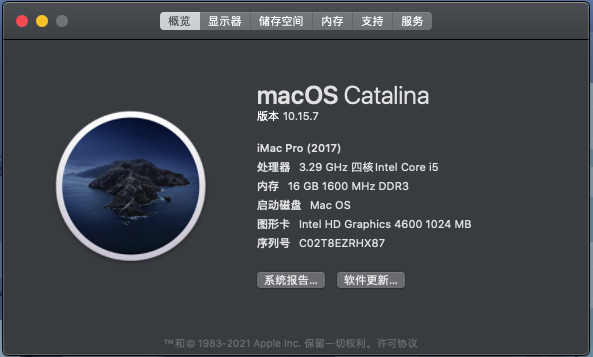 概览 显示器 储存空间 内存 支持 服务
macOS Catalina
版本 10.15.7
iMac Pro (2017)
处理器 3.29 GHz 四核Intel Core i5
内存 16 GB 1600 MHz DDR3
启动磁盘 Mac OS
图形卡 Intel HD Graphics 4600 1024 MB
序列号 C02T8EZRHX87
系统报告... 软件更新...
™和© 1983-2021 Apple Inc. 保留一切权利。许可协议